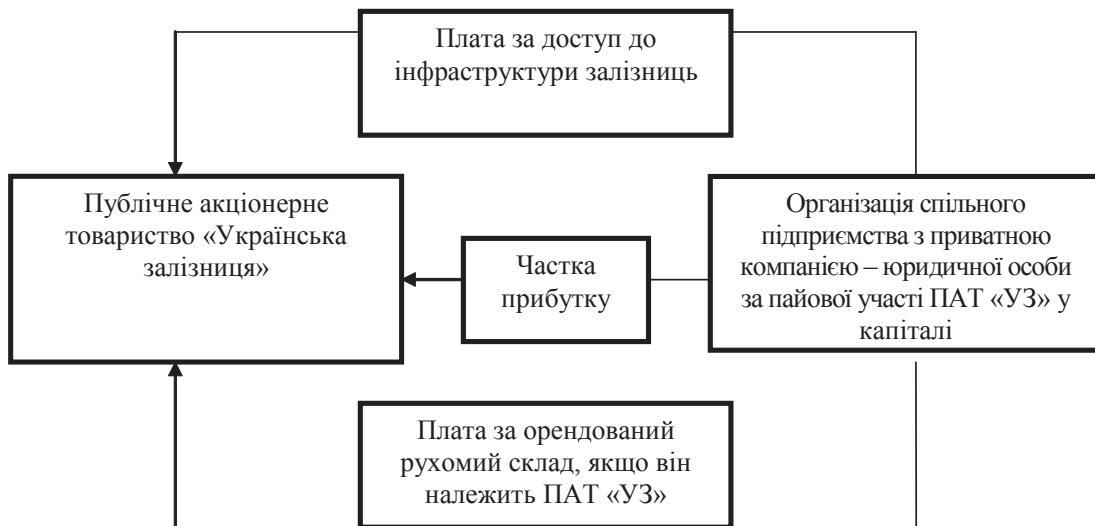 Плата за доступ до
інфраструктури залізниць
Публічне акціонерне
товариство «Українська
залізниця»
Частка
прибутку
Організація спільного
підприємства з приватною
компанією – юридичної особи
за пайової участі ПАТ «УЗ» у
капіталі
Плата за орендований
рухомий склад, якщо він
належить ПАТ «УЗ»